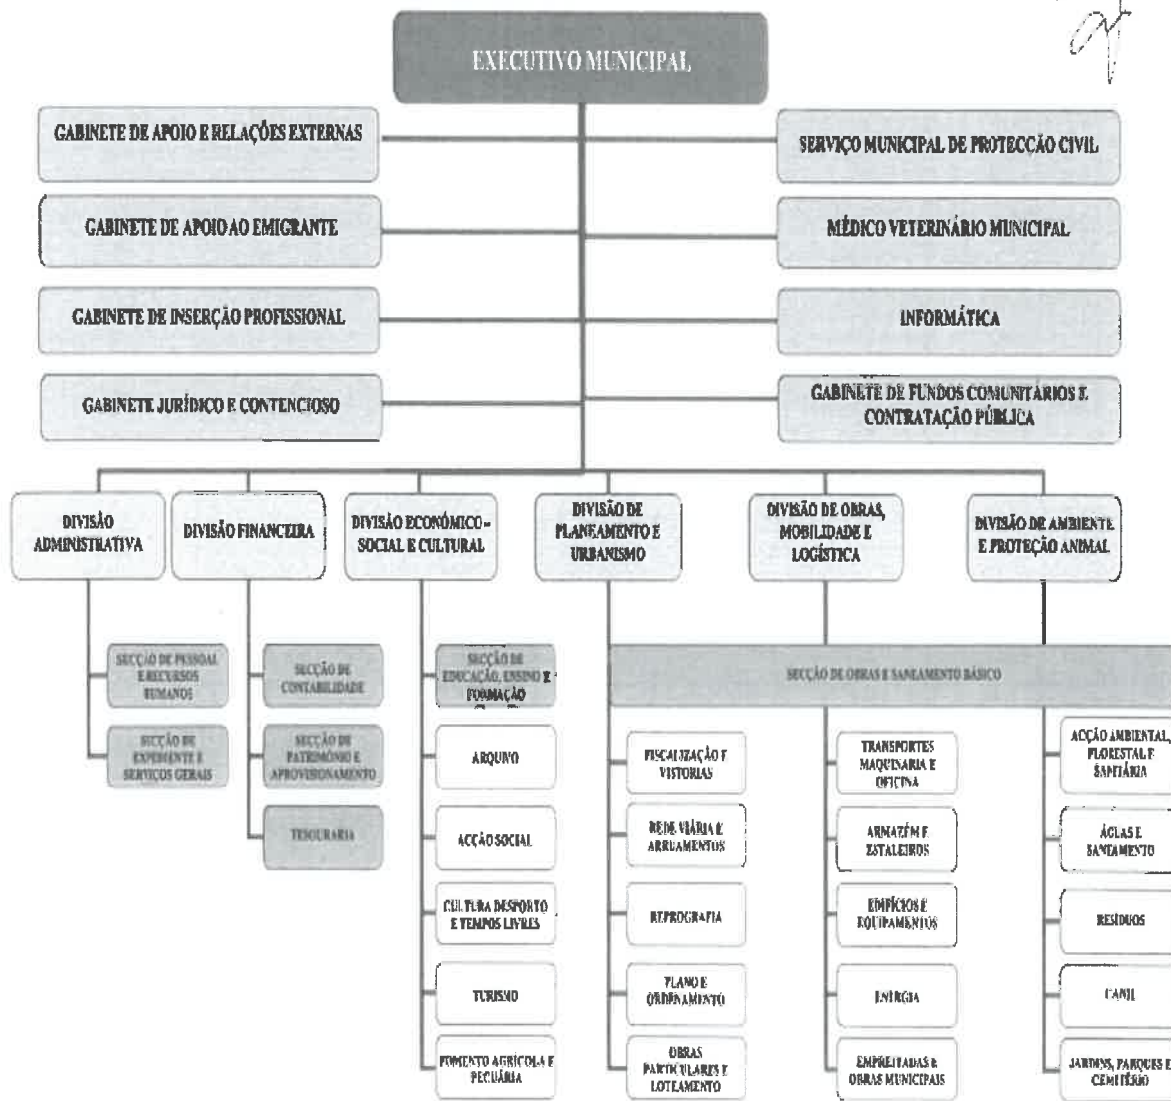 EXECUTIVO MUNICIPAL
GABINETE DE APOIO E RELAÇÕES EXTERNAS
SERVIÇO MUNICIPAL DE PROTECÇÃO CIVIL
GABINETE DE APOIO AO EMIGRANTE
MÉDICO VETERINÁRIO MUNICIPAL
GABINETE DE INSERÇÃO PROFISSIONAL
INFORMÁTICA
GABINETE JURÍDICO E CONTENCIOSO
GABINETE DE FUNDOS COMUNITÁRIOS E
CONTRATAÇÃO PÚBLICA
DIVISÃO
ADMINISTRATIVA
DIVISÃO FINANCEIRA
DIVISÃO ECONÓMICO-
SOCIAL E CULTURAL
DIVISÃO DE
PLANEAMENTO E
URBANISMO
DIVISÃO DE OBRAS,
MOBILIDADE E
LOGÍSTICA
DIVISÃO DE AMBIENTE
E PROTEÇÃO ANIMAL
SECÇÃO DE PESSOAL
E RECURSOS
HUMANOS
SECÇÃO DE
EXPEDIENTE E
SERVIÇOS GERAIS
SECÇÃO DE
CONTABILIDADE
SECÇÃO DE
PATRIMÓNIO E
APROVISIONAMENTO
TESOURARIA
SECÇÃO DE
EDUCAÇÃO, ENSINO E
FORMAÇÃO
ARQUIVO
ACÇÃO SOCIAL
CULTURA DESPORTO
E TEMPOS LIVRES
TURISMO
FOMENTO AGRÍCOLA E
PECUÁRIA
SECÇÃO DE OBRAS E SANEAMENTO BÁSICO
FISCALIZAÇÃO E
VISTORIAS
REDE VIÁRIA E
ARRUAMENTOS
REPROGRAFIA
PLANO E
ORDENAMENTO
OBRAS
PARTICULARES E
LOTEAMENTO
TRANSPORTES
MAQUINARIA E
OFICINA
ARMAZÉM E
ESTALEIROS
EDIFÍCIOS E
EQUIPAMENTOS
ENERGIA
EMPREITADAS E
OBRAS MUNICIPAIS
ACÇÃO AMBIENTAL,
FLORESTAL E
SANITÁRIA
ÁGUAS E
SANEAMENTO
RESÍDUOS
CANIL
JARDINS, PARQUES E
CEMITÉRIO